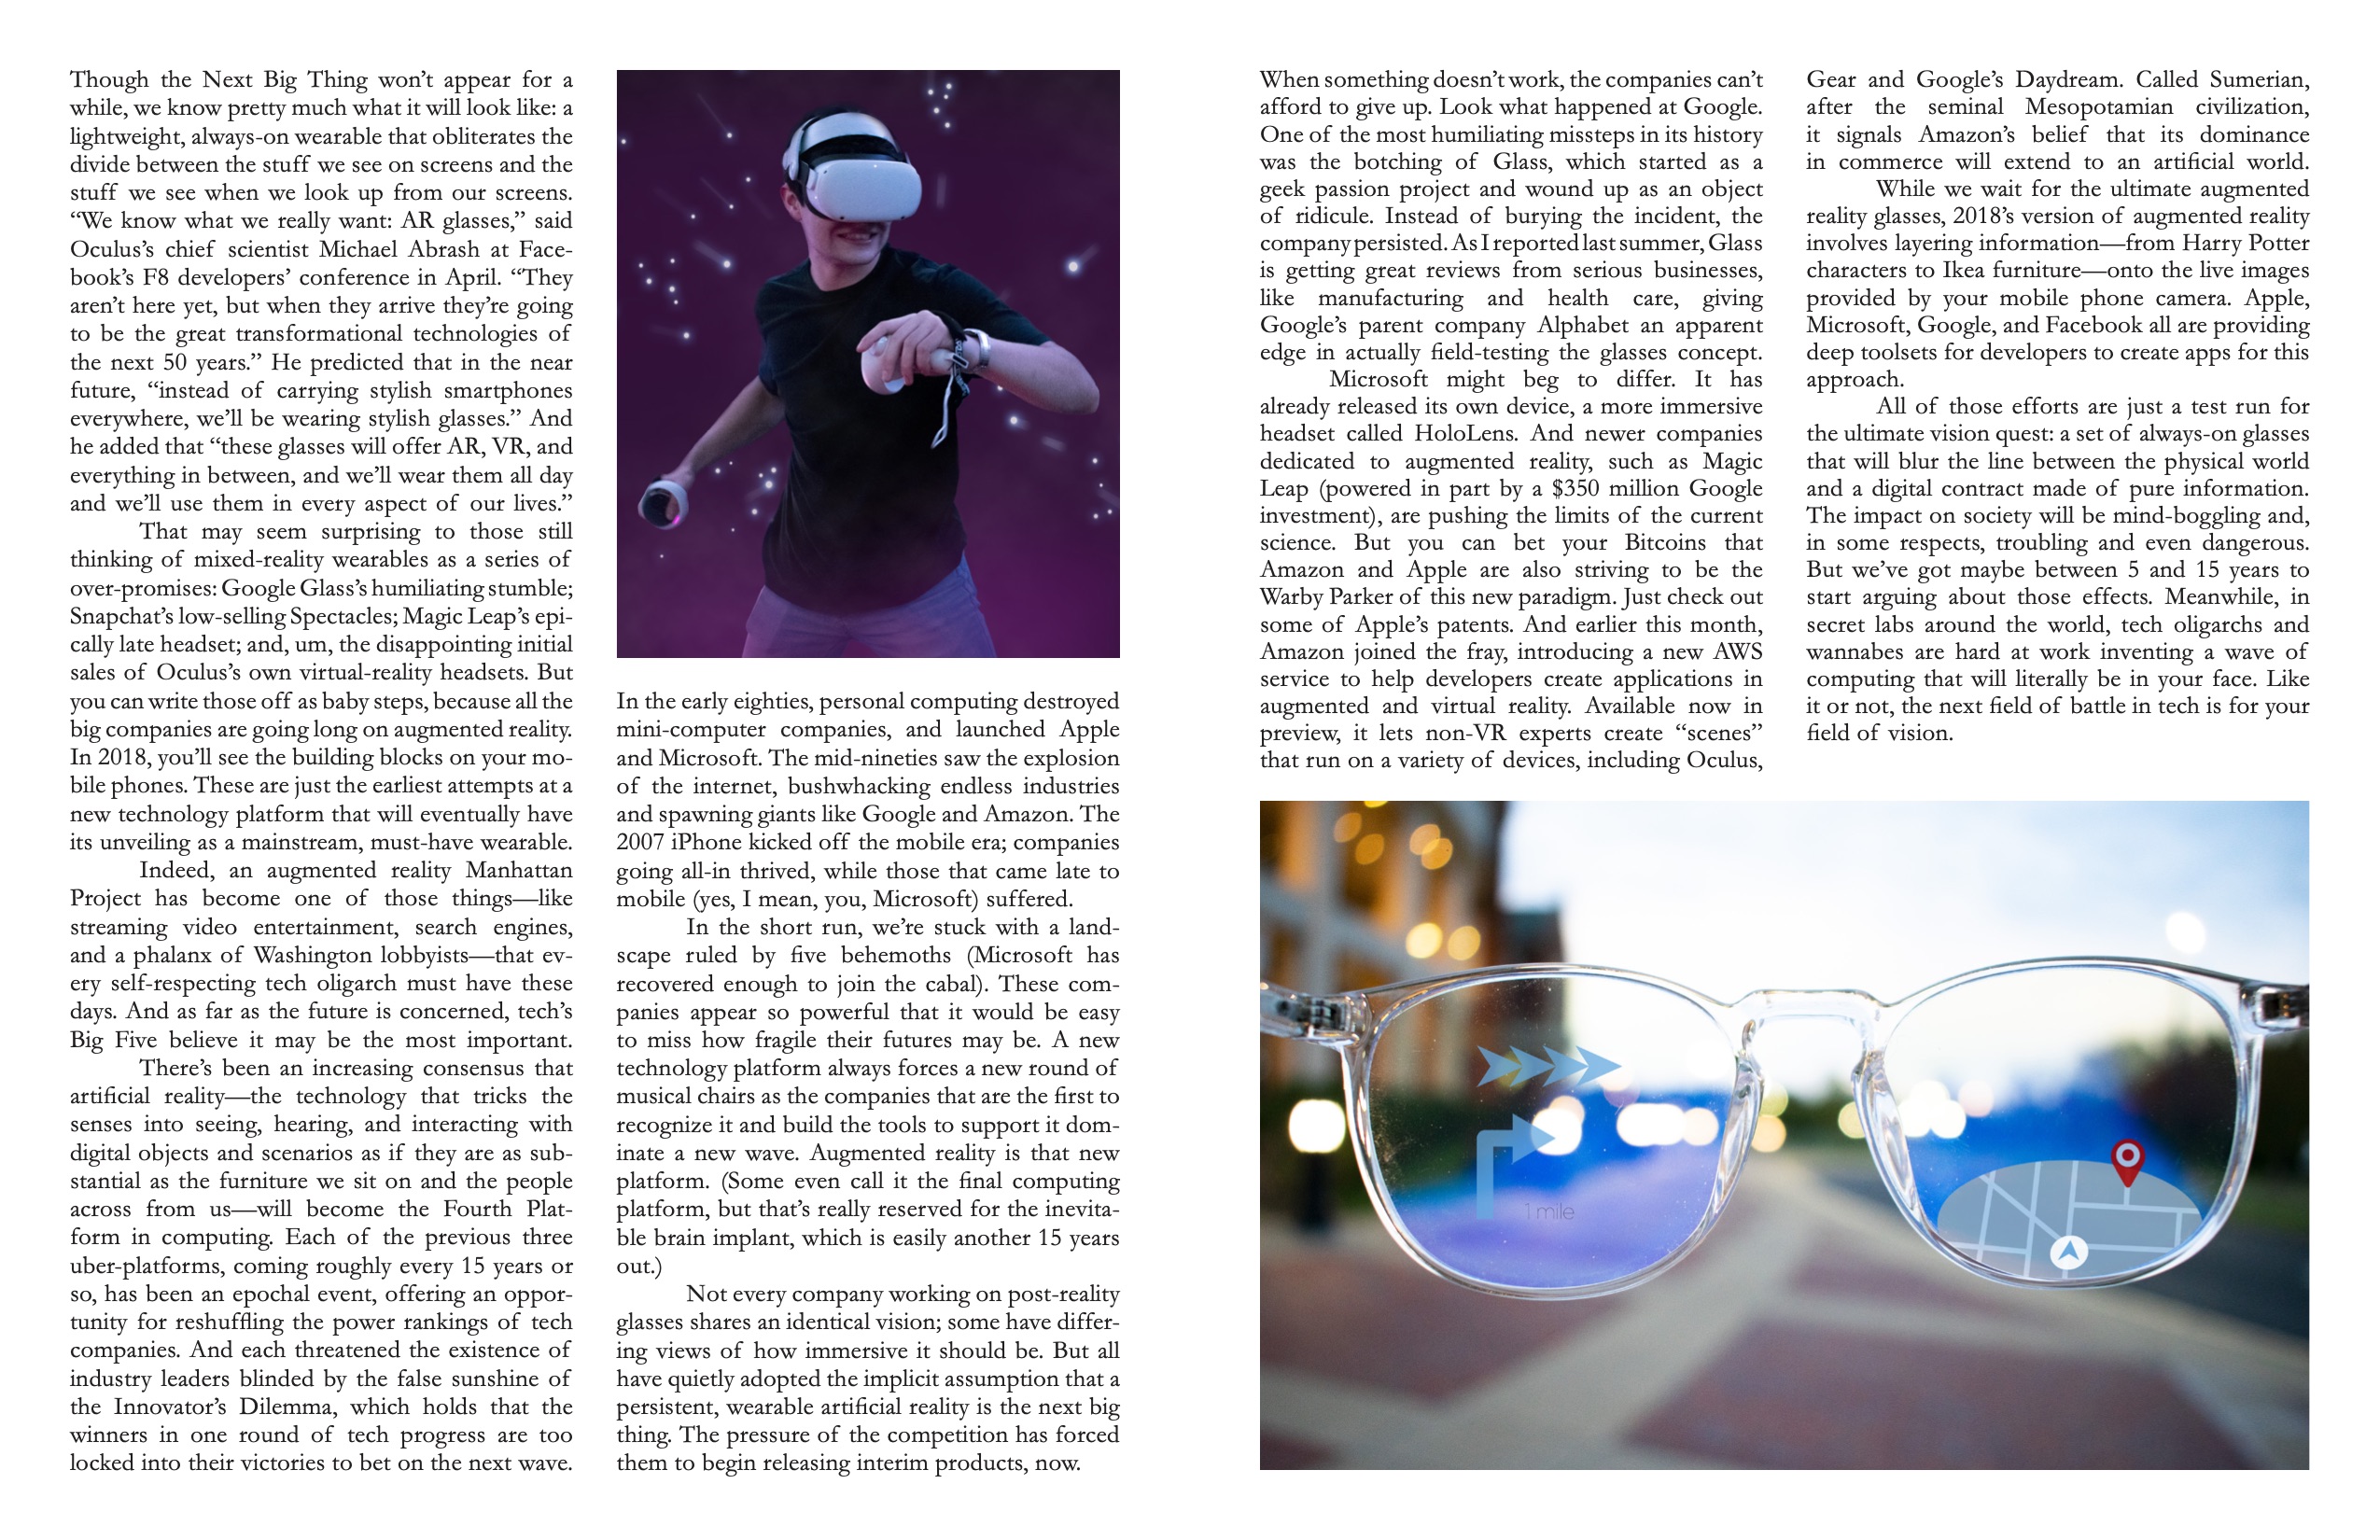 Though the Next Big Thing won’t appear for a
while, we know pretty much what it will look like: a
lightweight, always-on wearable that obliterates the
divide between the stuff we see on screens and the
stuff we see when we look up from our screens.
“We know what we really want: AR glasses,” said
Oculus’s chief scientist Michael Abrash at Face-
book’s F8 developers’ conference in April. “They
aren’t here yet, but when they arrive they’re going
to be the great transformational technologies of
the next 50 years.” He predicted that in the near
future, “instead of carrying stylish smartphones
everywhere, we’ll be wearing stylish glasses.” And
he added that “these glasses will offer AR, VR, and
everything in between, and we’ll wear them all day
and we’ll use them in every aspect of our lives.”
That may seem surprising to those still
thinking of mixed-reality wearables as a series of
over-promises: Google Glass’s humiliating stumble;
Snapchat’s low-selling Spectacles; Magic Leap’s epi-
cally late headset; and, um, the disappointing initial
sales of Oculus’s own virtual-reality headsets. But
you can write those off as baby steps, because all the
big companies are going long on augmented reality.
In 2018, you’ll see the building blocks on your mo-
bile phones. These are just the earliest attempts at a
new technology platform that will eventually have
its unveiling as a mainstream, must-have wearable.
Indeed, an augmented reality Manhattan
Project has become one of those things—like
streaming video entertainment, search engines,
and a phalanx of Washington lobbyists—that ev-
ery self-respecting tech oligarch must have these
days. And as far as the future is concerned, tech’s
Big Five believe it may be the most important.
There’s been an increasing consensus that
artificial reality—the technology that tricks the
senses into seeing, hearing, and interacting with
digital objects and scenarios as if they are as sub-
stantial as the furniture we sit on and the people
across from us—will become the Fourth Plat-
form in computing. Each of the previous three
uber-platforms, coming roughly every 15 years or
so, has been an epochal event, offering an oppor-
tunity for reshuffling the power rankings of tech
companies. And each threatened the existence of
industry leaders blinded by the false sunshine of
the Innovator’s Dilemma, which holds that the
winners in one round of tech progress are too
locked into their victories to bet on the next wave.
In the early eighties, personal computing destroyed
mini-computer companies, and launched Apple
and Microsoft. The mid-nineties saw the explosion
of the internet, bushwhacking endless industries
and spawning giants like Google and Amazon. The
2007 iPhone kicked off the mobile era; companies
going all-in thrived, while those that came late to
mobile (yes, I mean, you, Microsoft) suffered.
In the short run, we’re stuck with a land-
scape ruled by five behemoths (Microsoft has
recovered enough to join the cabal). These com-
panies appear so powerful that it would be easy
to miss how fragile their futures may be. A new
technology platform always forces a new round of
musical chairs as the companies that are the first to
recognize it and build the tools to support it dom-
inate a new wave. Augmented reality is that new
platform. (Some even call it the final computing
platform, but that’s really reserved for the inevita-
ble brain implant, which is easily another 15 years
out.)
Not every company working on post-reality
glasses shares an identical vision; some have differ-
ing views of how immersive it should be. But all
have quietly adopted the implicit assumption that a
persistent, wearable artificial reality is the next big
thing. The pressure of the competition has forced
them to begin releasing interim products, now.
When something doesn’t work, the companies can’t
afford to give up. Look what happened at Google.
One of the most humiliating missteps in its history
was the botching of Glass, which started as a
geek passion project and wound up as an object
of ridicule. Instead of burying the incident, the
company persisted. As I reported last summer, Glass
is getting great reviews from serious businesses,
like manufacturing and health care, giving
Google’s parent company Alphabet an apparent
edge in actually field-testing the glasses concept.
Microsoft might beg to differ. It has
already released its own device, a more immersive
headset called HoloLens. And newer companies
dedicated to augmented reality, such as Magic
Leap (powered in part by a $350 million Google
investment), are pushing the limits of the current
science. But you can bet your Bitcoins that
Amazon and Apple are also striving to be the
Warby Parker of this new paradigm. Just check out
some of Apple’s patents. And earlier this month,
Amazon joined the fray, introducing a new AWS
service to help developers create applications in
augmented and virtual reality. Available now in
preview, it lets non-VR experts create “scenes”
that run on a variety of devices, including Oculus,
Gear and Google’s Daydream. Called Sumerian,
after the seminal Mesopotamian civilization,
it signals Amazon’s belief that its dominance
in commerce will extend to an artificial world.
While we wait for the ultimate augmented
reality glasses, 2018’s version of augmented reality
involves layering information—from Harry Potter
characters to Ikea furniture—onto the live images
provided by your mobile phone camera. Apple,
Microsoft, Google, and Facebook all are providing
deep toolsets for developers to create apps for this
approach.
All of those efforts are just a test run for
the ultimate vision quest: a set of always-on glasses
that will blur the line between the physical world
and a digital contract made of pure information.
The impact on society will be mind-boggling and,
in some respects, troubling and even dangerous.
But we’ve got maybe between 5 and 15 years to
start arguing about those effects. Meanwhile, in
secret labs around the world, tech oligarchs and
wannabes are hard at work inventing a wave of
computing that will literally be in your face. Like
it or not, the next field of battle in tech is for your
field of vision.
1 mile